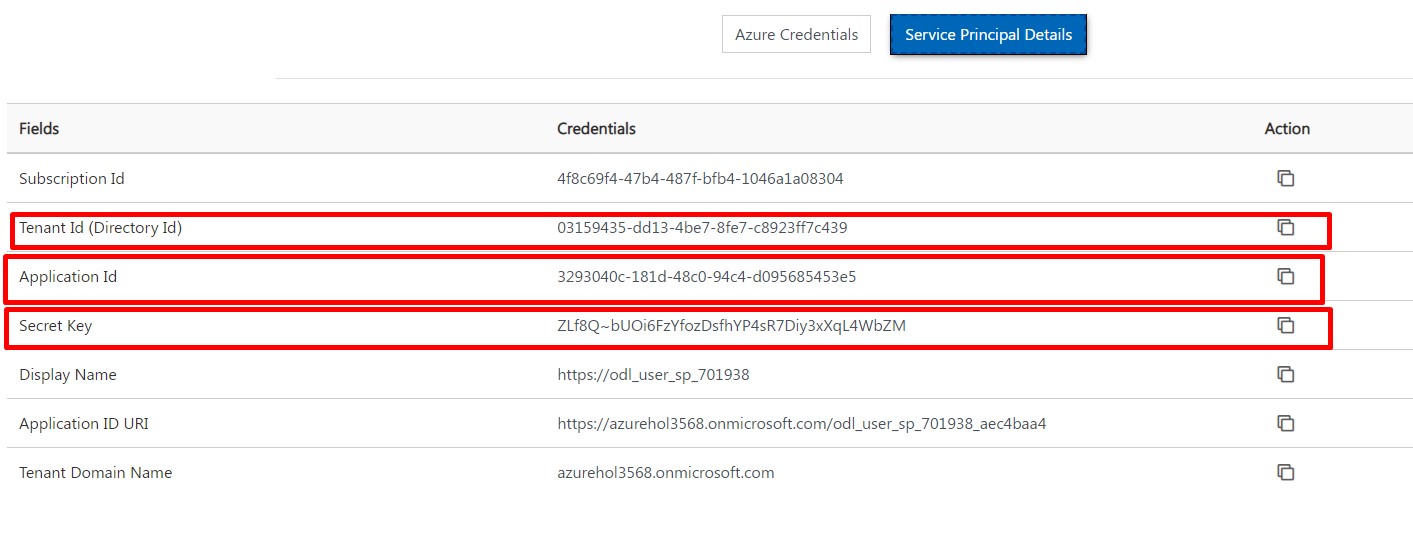 Azure Credentials Service Principal Details
Fields Credentials Action
Subscription Id 4f8c69f4-47b4-487f-bfb4-1046a1a08304
Tenant Id (Directory Id) 03159435-dd13-4be7-8fe7-c8923ff7c439
Application Id 3293040c-181d-48c0-94c4-d095685453e5
Secret Key ZLf8Q~bUOi6FzYfozDsfhYP4sR7Diy3xXqL4WbZM
Display Name https://odl_user_sp_701938
Application ID URI https://azurehol3568.onmicrosoft.com/odl_user_sp_701938_aec4baa4
Tenant Domain Name azurehol3568.onmicrosoft.com